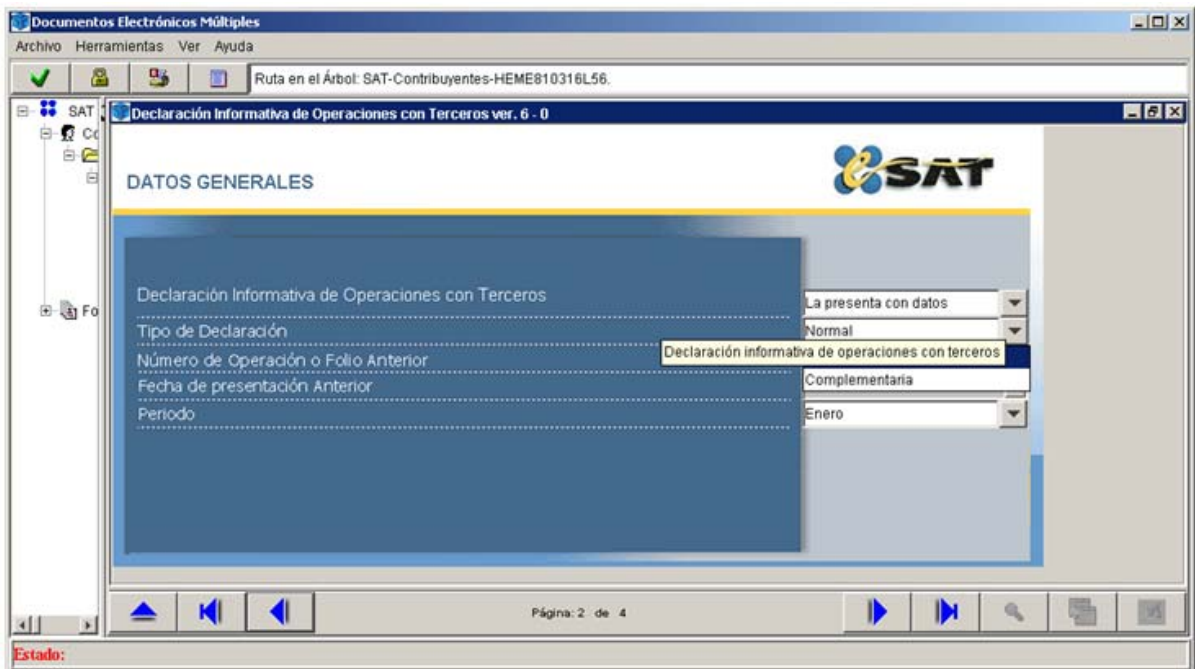 Documentos Electrónicos Múltiples
Archivo Herramientas Ver Ayuda
Ruta en el Árbol: SAT-Contribuyentes-HEME810316L56.
SAT
Declaración Informativa de Operaciones con Terceros ver. 6 - 0
Co
DATOS GENERALES
e SAT
Declaración Informativa de Operaciones con Terceros
La presenta con datos
Fo
Tipo de Declaración
Normal
Número de Operación o Folio Anterior
Declaración informativa de operaciones con terceros
Fecha de presentación Anterior
Complementaria
Periodo
Enero
Página: 2 de 4
Estado: